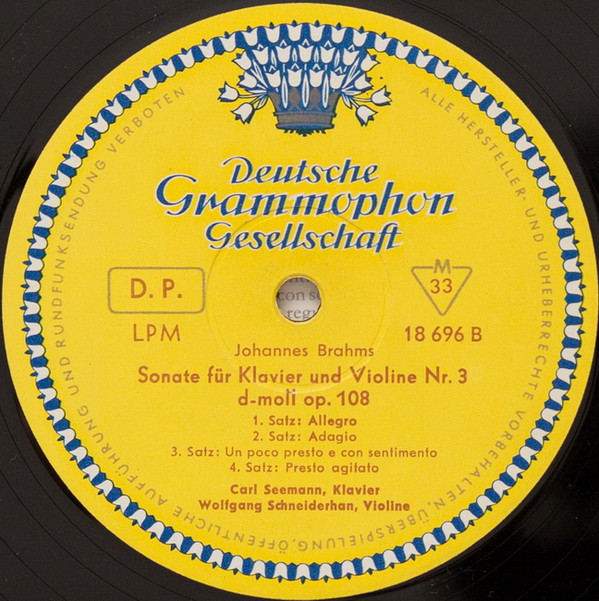 Deutsche
Grammophon
Gesellschaft
D. P.
LPM
M
33
18 696 B
con s
regi
Johannes Brahms
Sonate für Klavier und Violine Nr. 3
d-moll op. 108
1. Satz: Allegro
2. Satz: Adagio
3. Satz: Un poco presto e con sentimento
4. Satz: Presto agitato
Carl Seemann, Klavier
Wolfgang Schneiderhan, Violine
ALLE HERSTELLER- UND URHEBERRECHTE VORBEHALTEN, ÜBERSPIELUNG, ÖFFENTLICHE AUFFÜHRUNG UND RUNDFUNKSENDUNG VERBOTEN